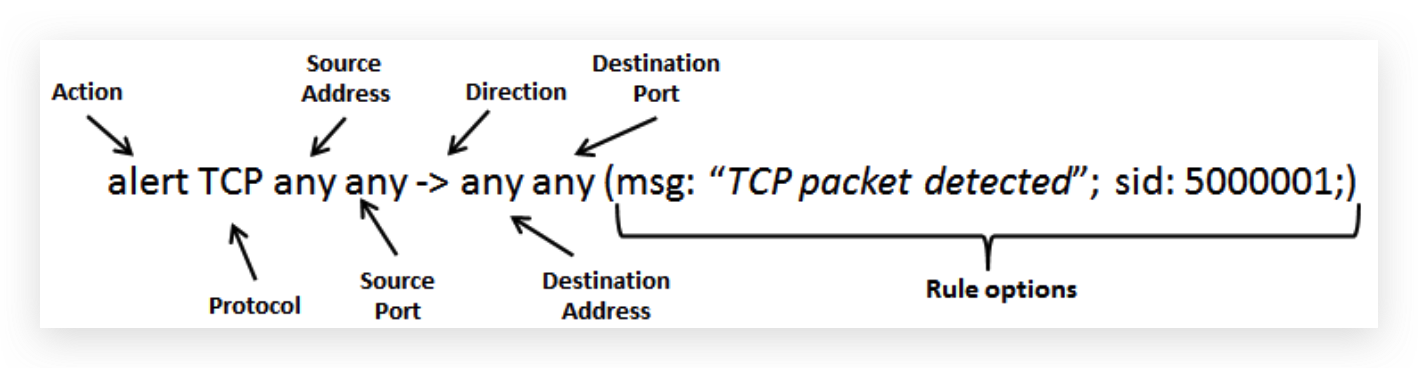 Source
Address
Destination
Port
Action
Direction
alert TCP any any -> any any (msg: “TCP packet detected”; sid: 5000001;)
Protocol
Source
Port
Destination
Address
Rule options